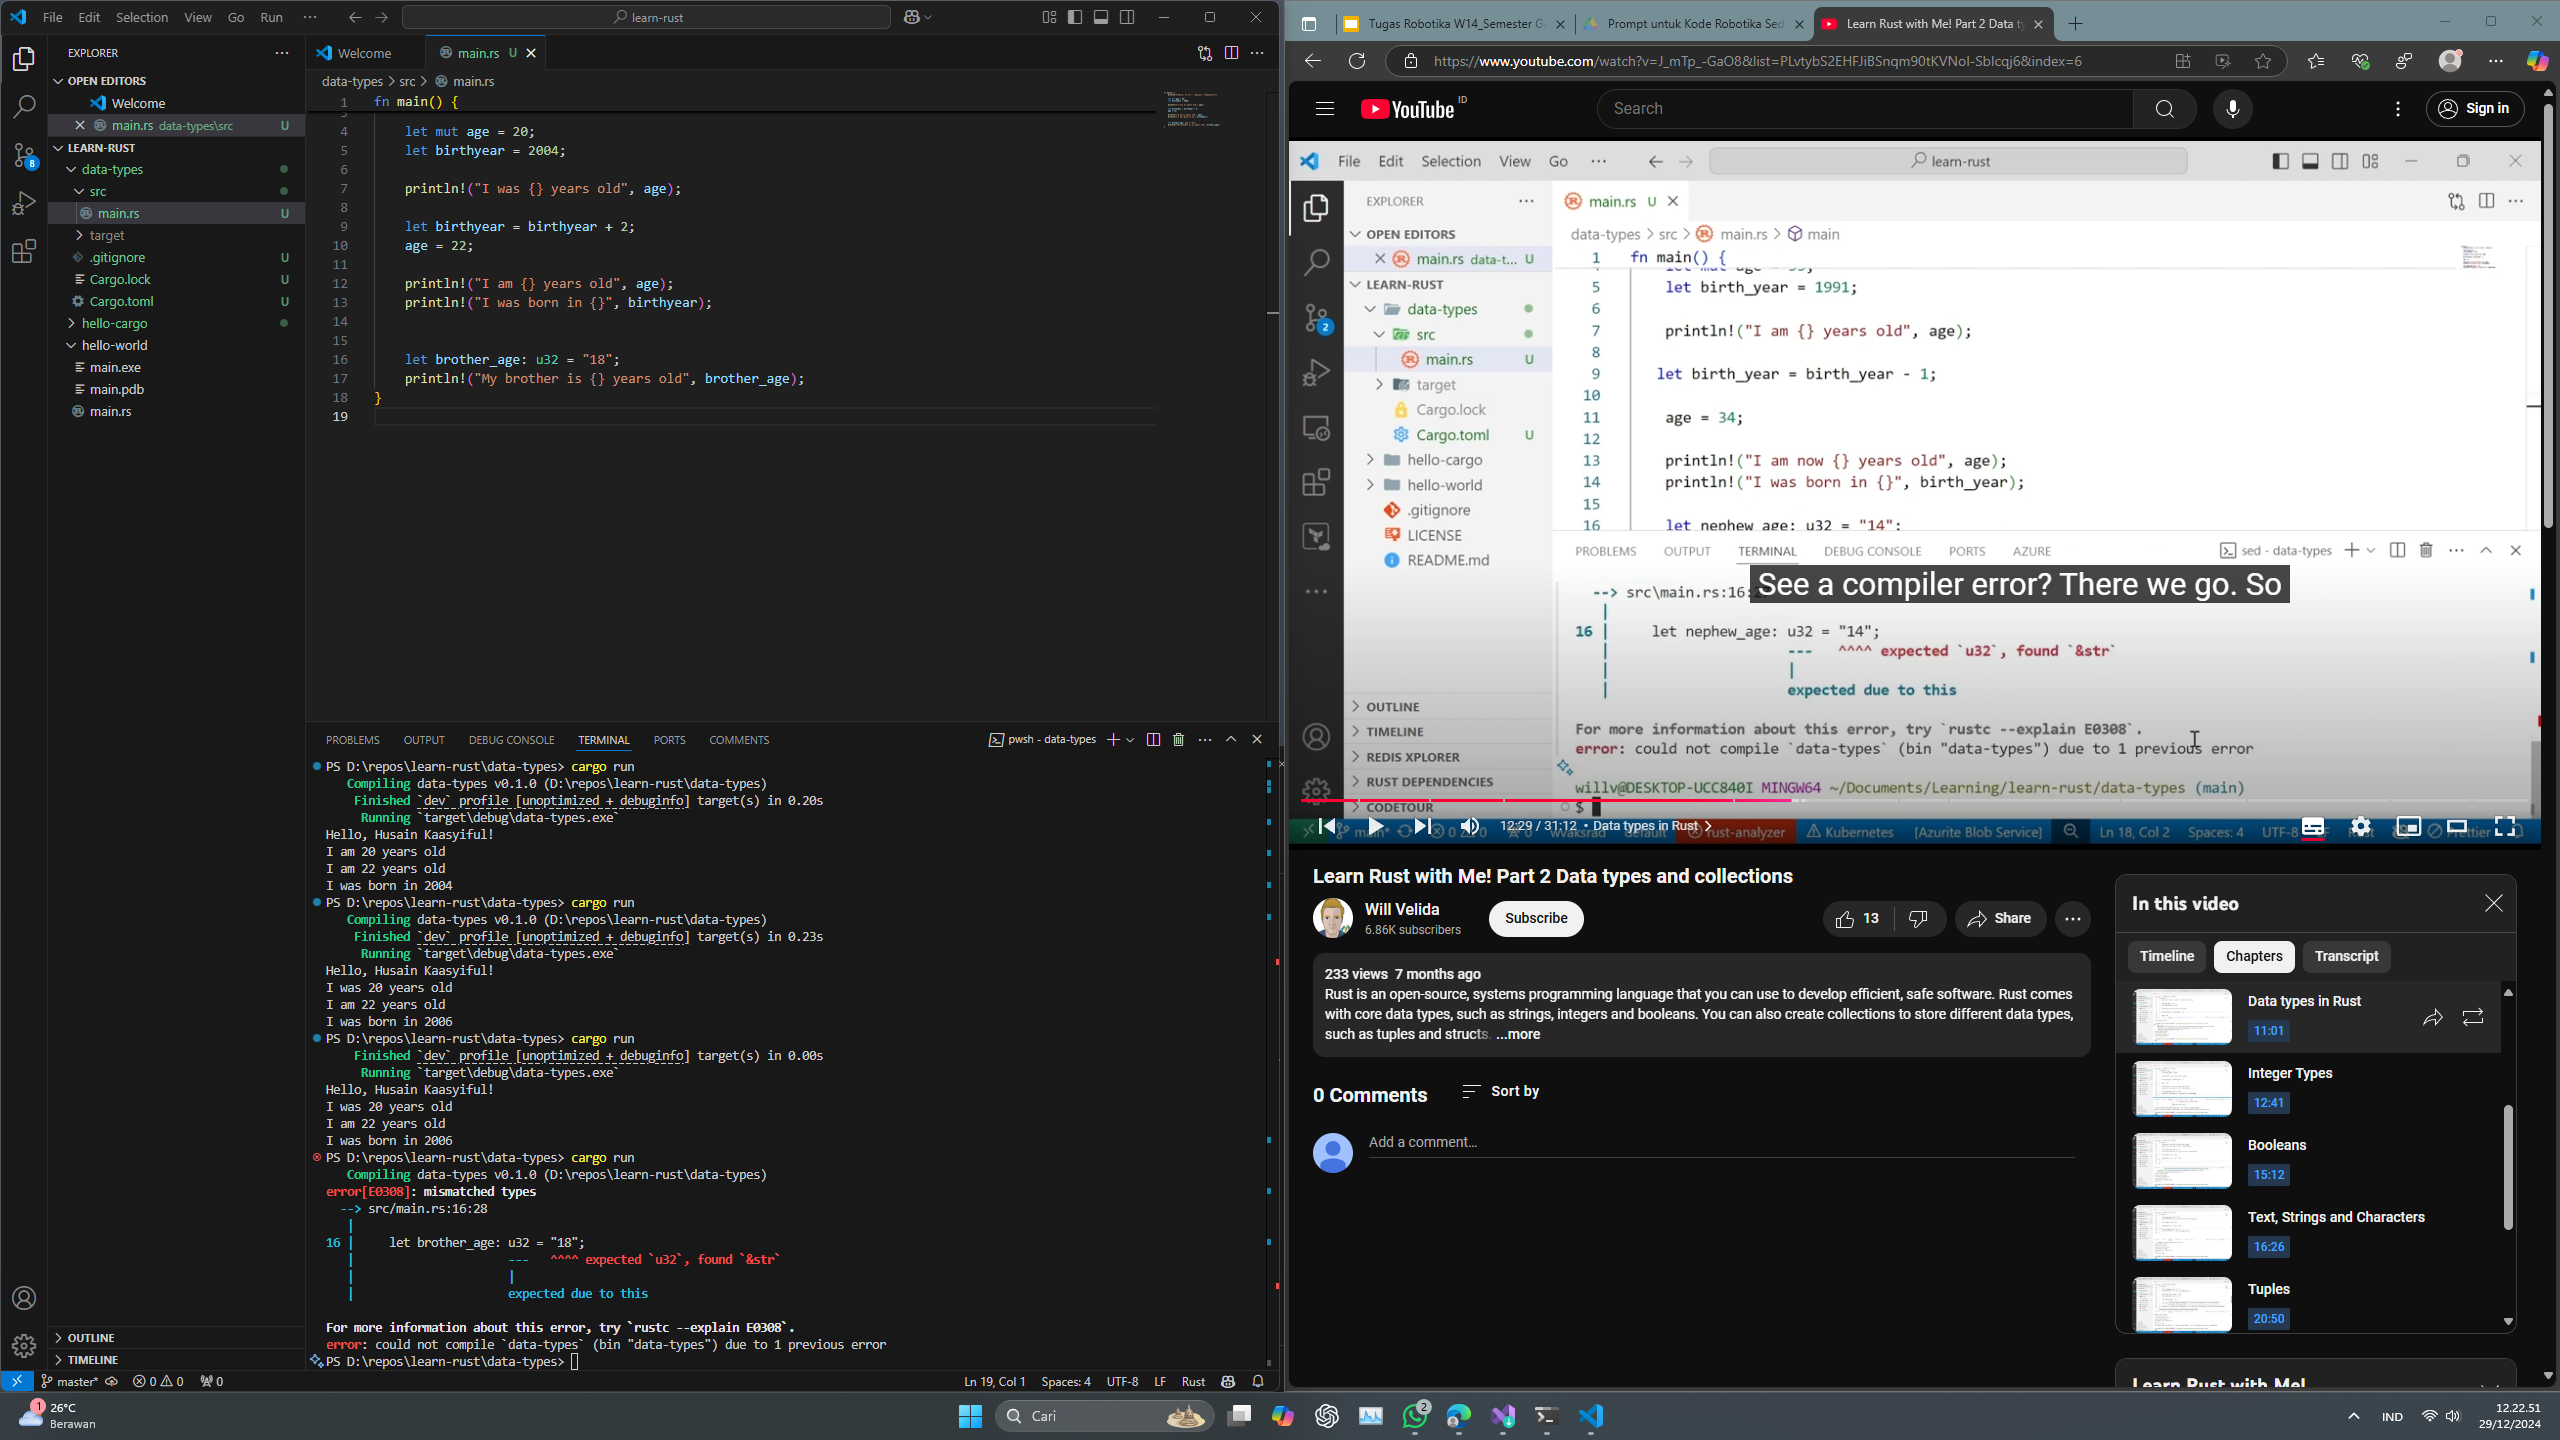 File Edit Selection View Go Run ··· learn-rust
EXPLORER
OPEN EDITORS
Welcome
main.rs data-types\src U
LEARN-RUST
data-types
src
main.rs U
target
.gitignore U
Cargo.lock U
Cargo.toml U
hello-cargo
hello-world
main.exe
main.pdb
main.rs
8
OUTLINE
TIMELINE
Welcome main.rs U
data-types > src > main.rs
1 fn main() {
4 let mut age = 20;
5 let birthyear = 2004;
6
7 println!("I was {} years old", age);
8
9 let birthyear = birthyear + 2;
10 age = 22;
11
12 println!("I am {} years old", age);
13 println!("I was born in {}", birthyear);
14
15
16 let brother_age: u32 = "18";
17 println!("My brother is {} years old", brother_age);
18 }
19
PROBLEMS OUTPUT DEBUG CONSOLE TERMINAL PORTS COMMENTS pwsh - data-types
PS D:\repos\learn-rust\data-types> cargo run
Compiling data-types v0.1.0 (D:\repos\learn-rust\data-types)
Finished `dev` profile [unoptimized + debuginfo] target(s) in 0.20s
Running `target\debug\data-types.exe`
Hello, Husain Kaasyiful!
I am 20 years old
I am 22 years old
I was born in 2004
PS D:\repos\learn-rust\data-types> cargo run
Compiling data-types v0.1.0 (D:\repos\learn-rust\data-types)
Finished `dev` profile [unoptimized + debuginfo] target(s) in 0.23s
Running `target\debug\data-types.exe`
Hello, Husain Kaasyiful!
I was 20 years old
I am 22 years old
I was born in 2006
PS D:\repos\learn-rust\data-types> cargo run
Finished `dev` profile [unoptimized + debuginfo] target(s) in 0.00s
Running `target\debug\data-types.exe`
Hello, Husain Kaasyiful!
I was 20 years old
I am 22 years old
I was born in 2006
PS D:\repos\learn-rust\data-types> cargo run
Compiling data-types v0.1.0 (D:\repos\learn-rust\data-types)
error[E0308]: mismatched types
--> src/main.rs:16:28
|
16 | let brother_age: u32 = "18";
| --- ^^^^ expected `u32`, found `&str`
| |
| expected due to this
For more information about this error, try `rustc --explain E0308`.
error: could not compile `data-types` (bin "data-types") due to 1 previous error
PS D:\repos\learn-rust\data-types>
master* 0 0 0 Ln 19, Col 1 Spaces: 4 UTF-8 LF Rust
Tugas Robotika W14_Semester G Prompt untuk Kode Robotika Sed Learn Rust with Me! Part 2 Data ty
https://www.youtube.com/watch?v=J_mTp_-GaO8&list=PLvtybS2EHFJiBSnqm90tKVNol-Sblcqj6&index=6
YouTube ID Search Sign in
File Edit Selection View Go ··· learn-rust
EXPLORER
OPEN EDITORS
main.rs data-t... U
LEARN-RUST
data-types
src
main.rs U
target
Cargo.lock
Cargo.toml U
hello-cargo
hello-world
.gitignore
LICENSE
README.md
2
OUTLINE
TIMELINE
REDIS XPLORER
RUST DEPENDENCIES
CODETOUR
main.rs U
data-types > src > main.rs > main
1 fn main() {
5 let birth_year = 1991;
6
7 println!("I am {} years old", age);
8
9 let birth_year = birth_year - 1;
10
11 age = 34;
12
13 println!("I am now {} years old", age);
14 println!("I was born in {}", birth_year);
15
16 let nephew_age: u32 = "14";
PROBLEMS OUTPUT TERMINAL DEBUG CONSOLE PORTS AZURE sed - data-types
See a compiler error? There we go. So
--> src\main.rs:16:
16 | let nephew_age: u32 = "14";
| --- ^^^^ expected `u32`, found `&str`
| |
| expected due to this
For more information about this error, try `rustc --explain E0308`.
error: could not compile `data-types` (bin "data-types") due to 1 previous error
willv@DESKTOP-UCC840I MINGW64 ~/Documents/Learning/learn-rust/data-types (main)
$
12:29 / 31:12 • Data types in Rust
rust-analyzer Kubernetes [Azurite Blob Service] Ln 18, Col 2 Spaces: 4
Learn Rust with Me! Part 2 Data types and collections
Will Velida
6.86K subscribers
Subscribe
13 Share
233 views 7 months ago
Rust is an open-source, systems programming language that you can use to develop efficient, safe software. Rust comes
with core data types, such as strings, integers and booleans. You can also create collections to store different data types,
such as tuples and structs. ...more
0 Comments Sort by
Add a comment...
In this video
Timeline Chapters Transcript
Data types in Rust
11:01
Integer Types
12:41
Booleans
15:12
Text, Strings and Characters
16:26
Tuples
20:50
Learn Rust with Me!
1 26°C
Berawan
Cari
2
IND
12.22.51
29/12/2024